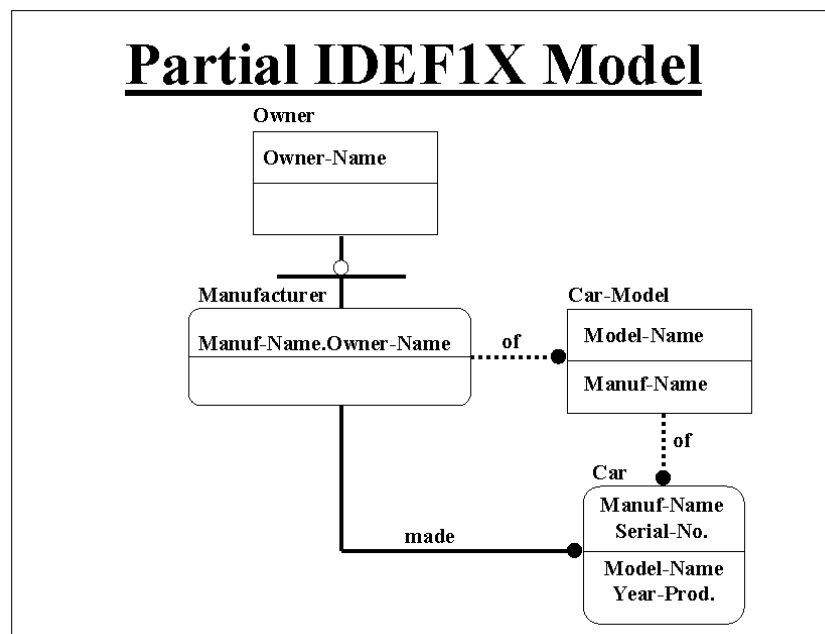 Partial IDEF1X Model
Owner
Owner-Name
Manufacturer
Manuf-Name.Owner-Name
of
Car-Model
Model-Name
Manuf-Name
of
Car
Manuf-Name
Serial-No.
made
Model-Name
Year-Prod.